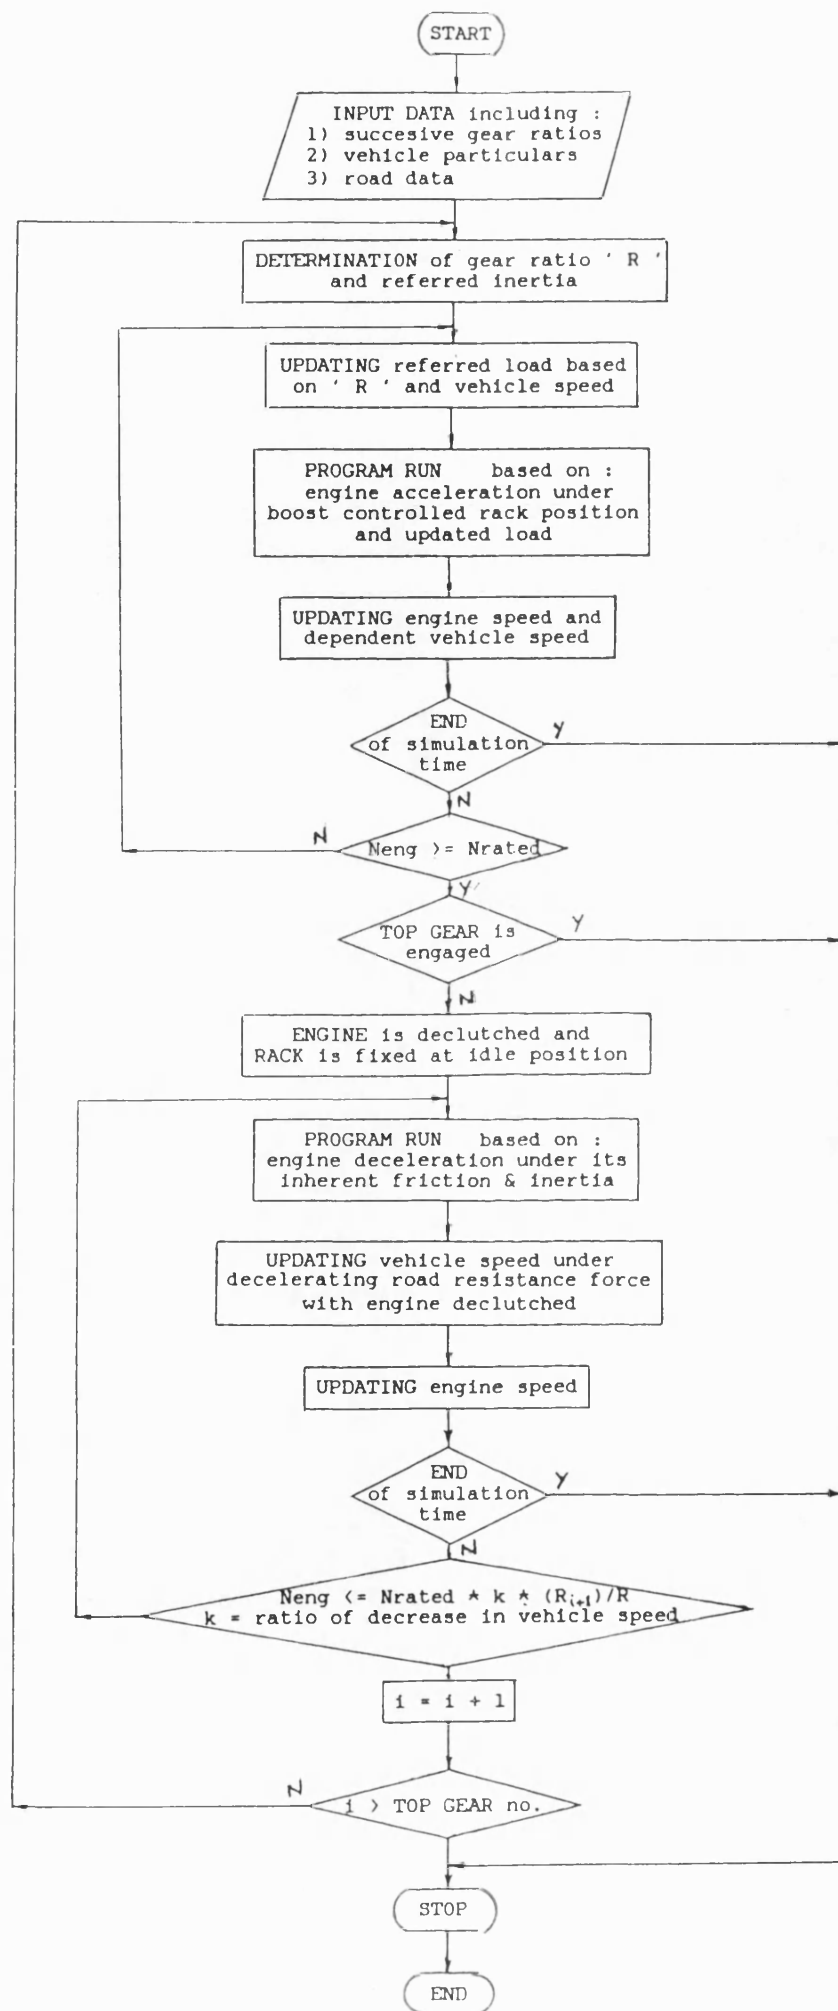 START
INPUT DATA including :
1) succesive gear ratios
2) vehicle particulars
3) road data
DETERMINATION of gear ratio ' R '
and referred inertia
UPDATING referred load based
on ' R ' and vehicle speed
PROGRAM RUN based on :
engine acceleration under
boost controlled rack position
and updated load
UPDATING engine speed and
dependent vehicle speed
END
of simulation
time
Y
N
Neng >= Nrated
N
Y
TOP GEAR is
engaged
Y
N
ENGINE is declutched and
RACK is fixed at idle position
PROGRAM RUN based on :
engine deceleration under its
inherent friction & inertia
UPDATING vehicle speed under
decelerating road resistance force
with engine declutched
UPDATING engine speed
END
of simulation
time
Y
N
Neng <= Nrated * k * (Ri+1)/R
k = ratio of decrease in vehicle speed
i = i + 1
N
i > TOP GEAR no.
STOP
END